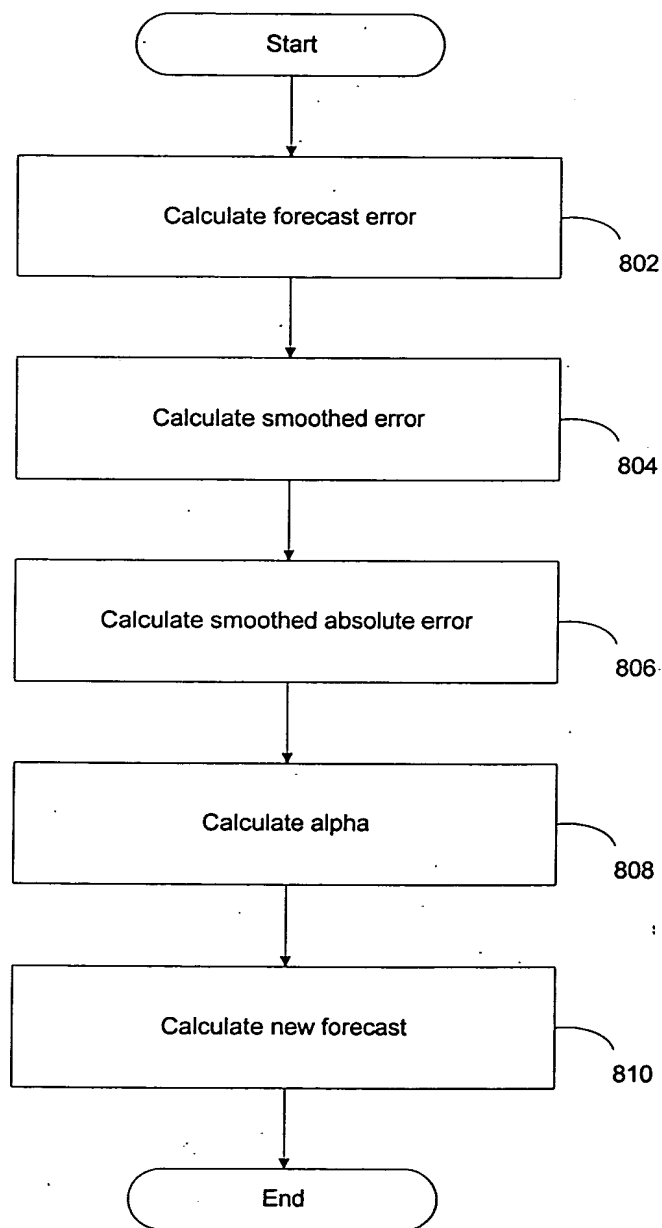 Start
Calculate forecast error
802
Calculate smoothed error
804
Calculate smoothed absolute error
806
Calculate alpha
808
Calculate new forecast
810
End